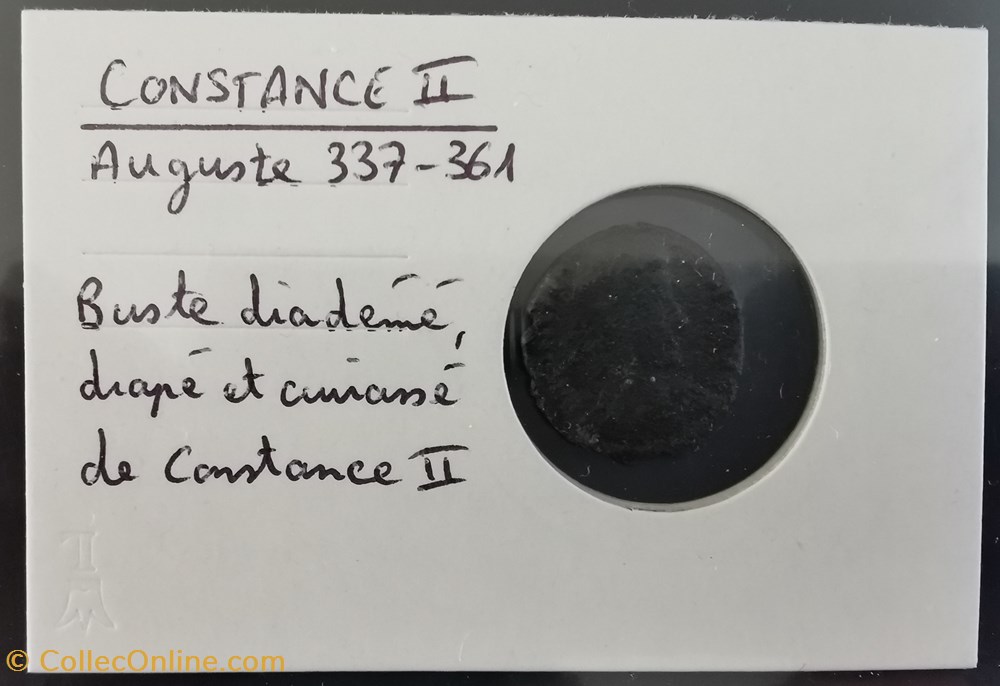 CONSTANCE II
Auguste 337-361
Buste diadémé,
drapé et cuirassé
de Constance II
© CollecOnline.com